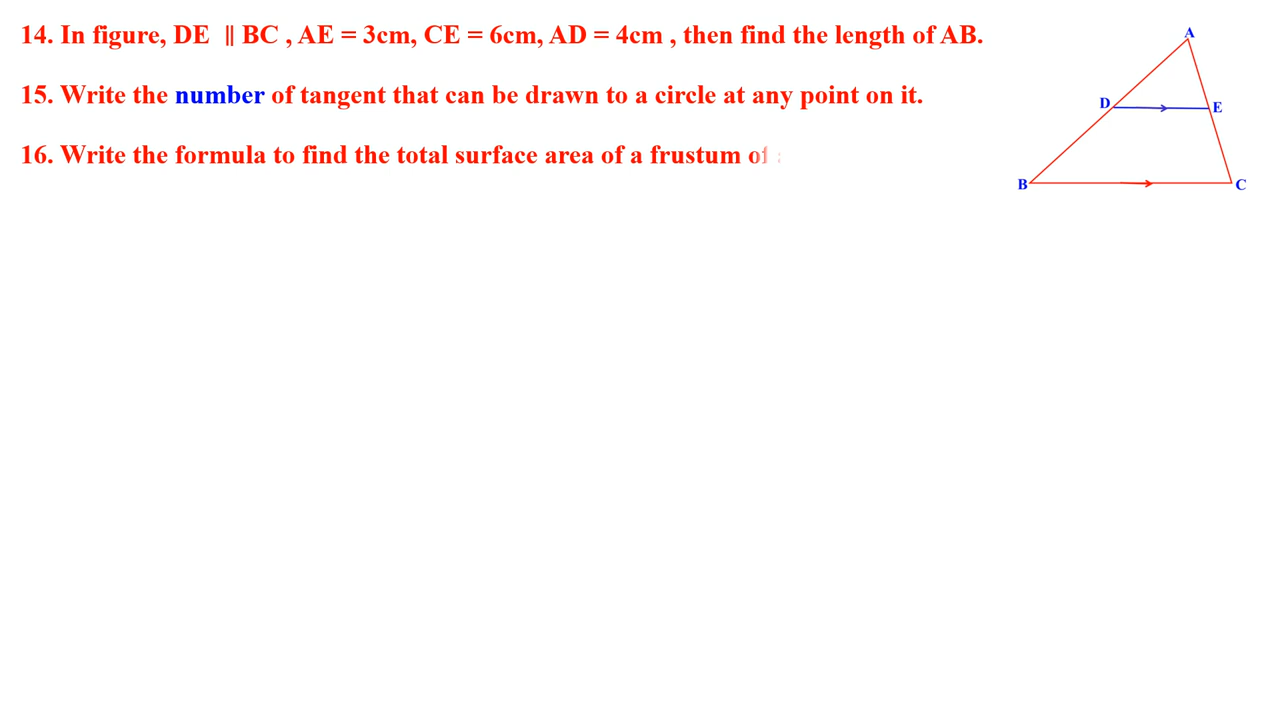 14. In figure, DE || BC , AE = 3cm, CE = 6cm, AD = 4cm , then find the length of AB.
15. Write the number of tangent that can be drawn to a circle at any point on it.
16. Write the formula to find the total surface area of a frustum of
A
D
E
B
C